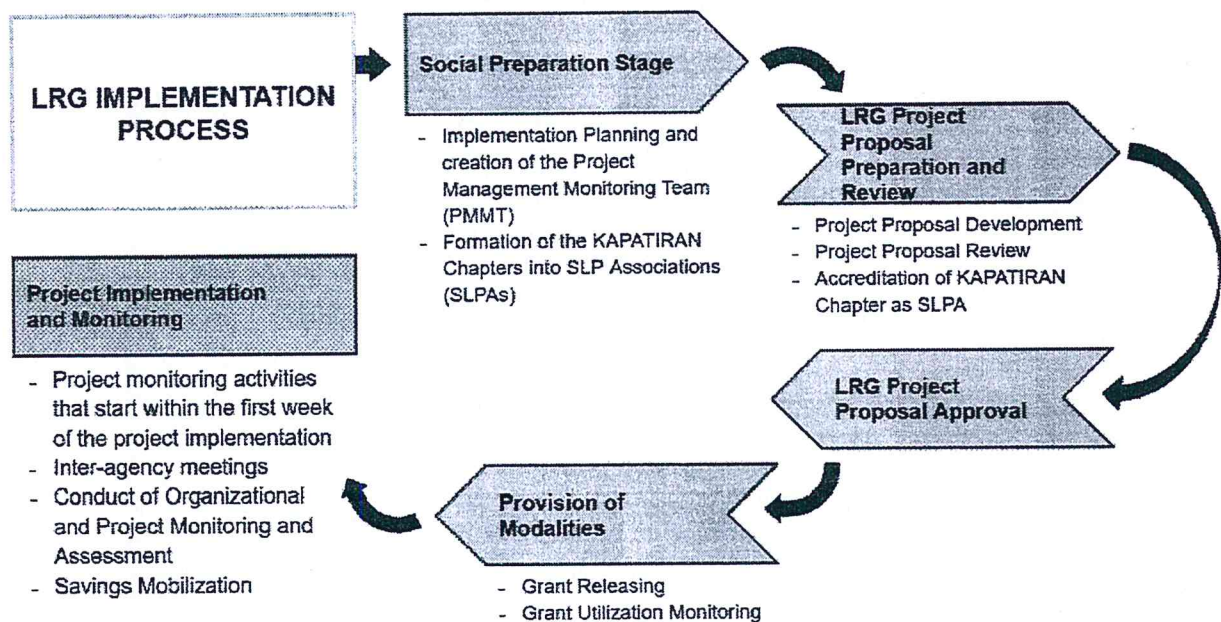 LRG IMPLEMENTATION
PROCESS
Social Preparation Stage
- Implementation Planning and
creation of the Project
Management Monitoring Team
(PMMT)
- Formation of the KAPATIRAN
Chapters into SLP Associations
(SLPAs)
LRG Project
Proposal
Preparation and
Review
- Project Proposal Development
- Project Proposal Review
- Accreditation of KAPATIRAN
Chapter as SLPA
LRG Project
Proposal Approval
Provision of
Modalities
- Grant Releasing
- Grant Utilization Monitoring
Project Implementation
and Monitoring
- Project monitoring activities
that start within the first week
of the project implementation
- Inter-agency meetings
- Conduct of Organizational
and Project Monitoring and
Assessment
- Savings Mobilization